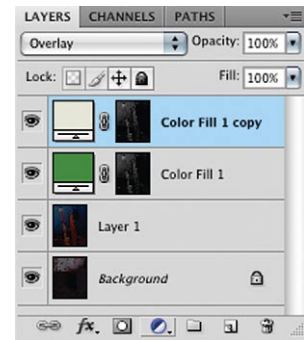 LAYERS CHANNELS PATHS
Overlay Opacity: 100%
Lock: Fill: 100%
Color Fill 1 copy
Color Fill 1
Layer 1
Background
fx.